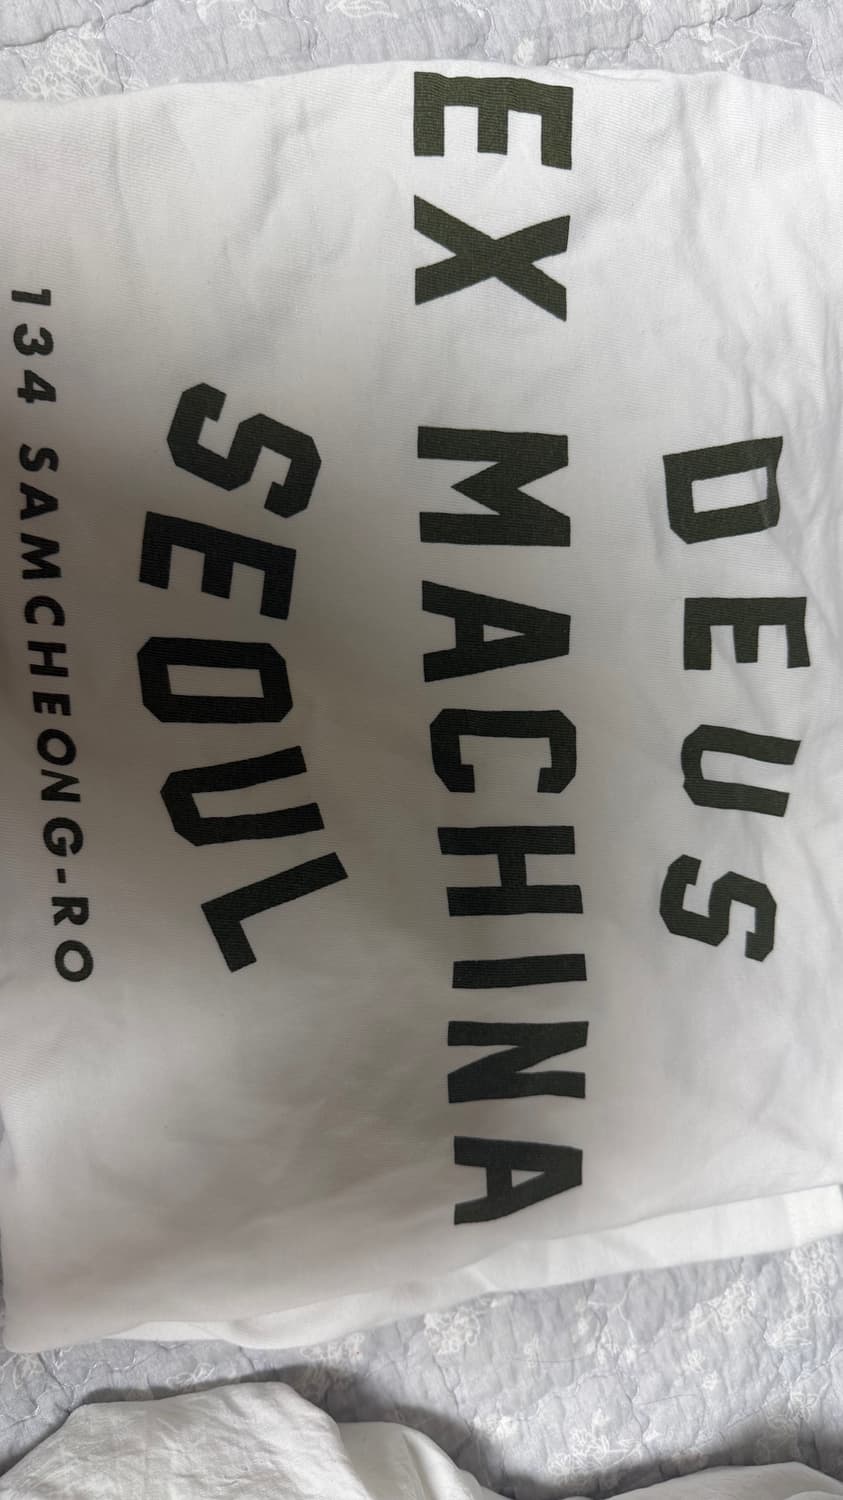 DEUS
EX MACHINA
SEOUL
134 SAMCHEONG-RO